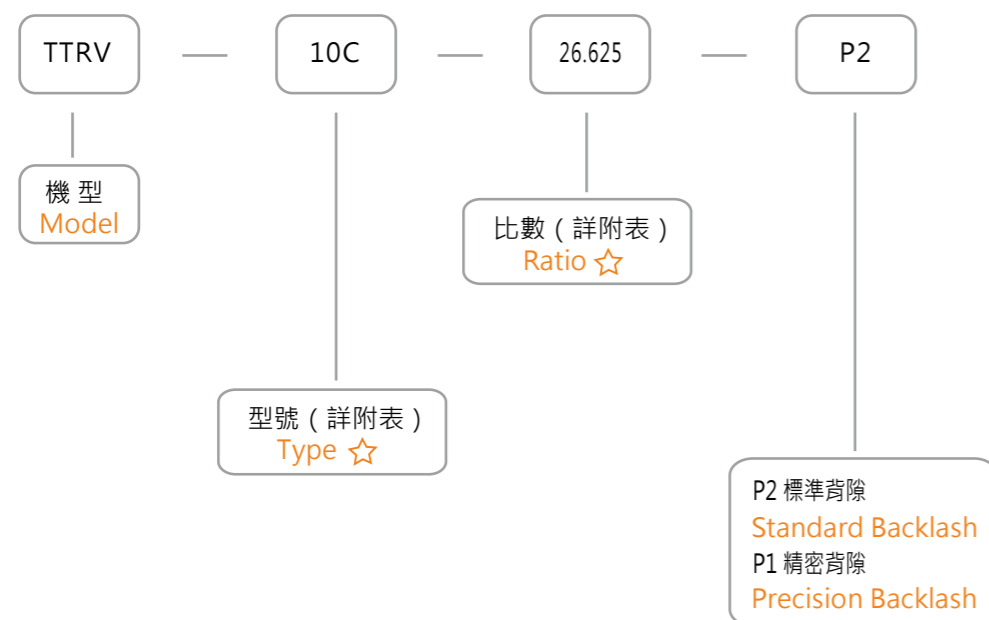 TTRV — 10C — 26.625 — P2
機型
Model
比數（詳附表）
Ratio ☆
型號（詳附表）
Type ☆
P2 標準背隙
Standard Backlash
P1 精密背隙
Precision Backlash